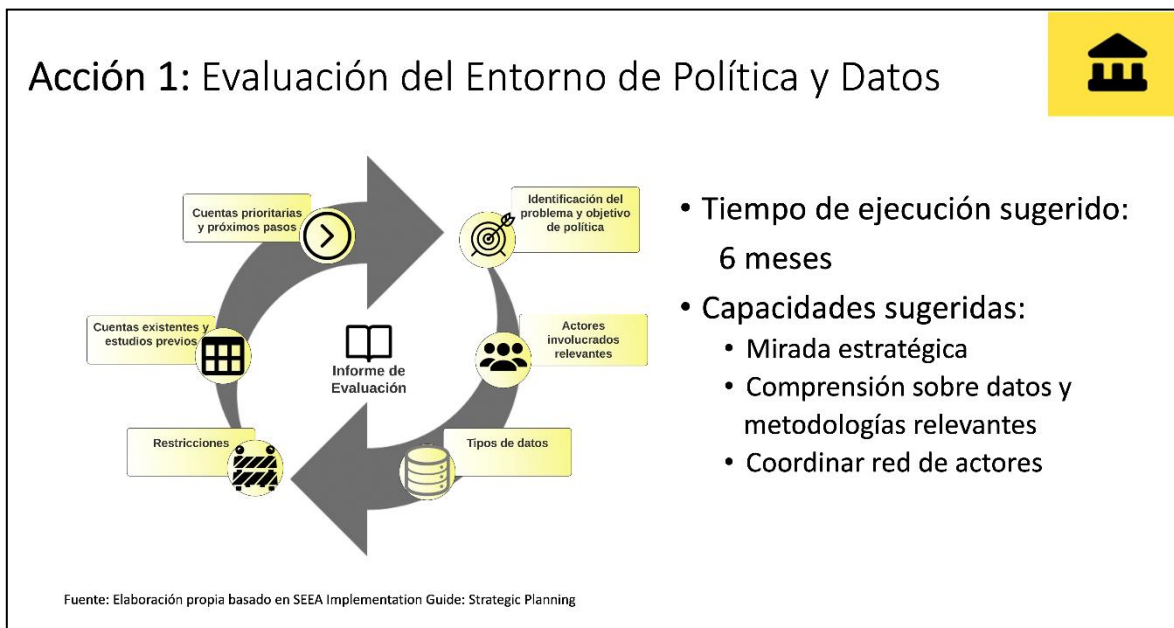 Acción 1: Evaluación del Entorno de Política y Datos
Cuentas prioritarias
y próximos pasos
Identificación del
problema y objetivo
de política
Cuentas existentes y
estudios previos
Actores
involucrados
relevantes
Informe de
Evaluación
Restricciones
Tipos de datos
• Tiempo de ejecución sugerido:
6 meses
• Capacidades sugeridas:
• Mirada estratégica
• Comprensión sobre datos y
metodologías relevantes
• Coordinar red de actores
Fuente: Elaboración propia basado en SEEA Implementation Guide: Strategic Planning